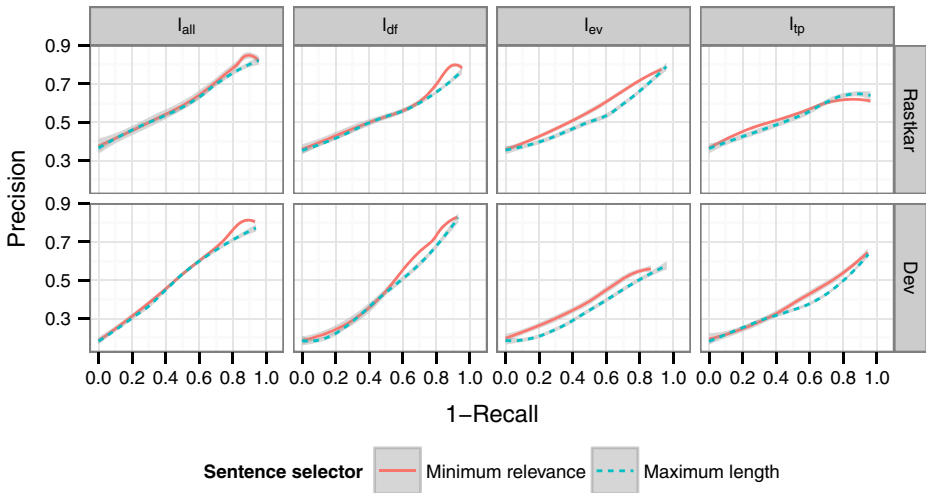 I_all I_df I_ev I_tp
Precision
0.9
0.7
0.5
0.3
Rastkar
0.9
0.7
0.5
0.3
Dev
0.0 0.2 0.4 0.6 0.8 1.0 0.0 0.2 0.4 0.6 0.8 1.0 0.0 0.2 0.4 0.6 0.8 1.0 0.0 0.2 0.4 0.6 0.8 1.0
1−Recall
Sentence selector Minimum relevance Maximum length